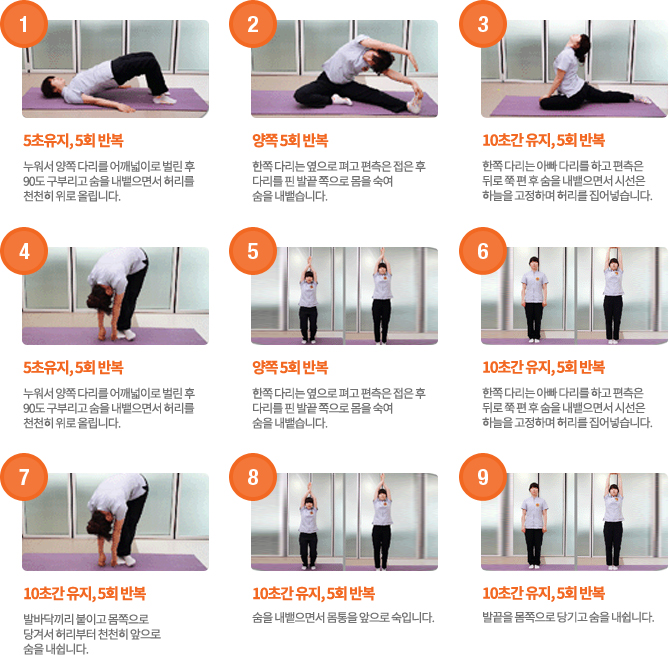 1
5초유지, 5회 반복
누워서 양쪽 다리를 어깨넓이로 벌린 후
90도 구부리고 숨을 내뱉으면서 허리를
천천히 위로 올립니다.
2
양쪽 5회 반복
한쪽 다리는 옆으로 펴고 편측은 접은 후
다리를 핀 발끝 쪽으로 몸을 숙여
숨을 내뱉습니다.
3
10초간 유지, 5회 반복
한쪽 다리는 아빠 다리를 하고 편측은
뒤로 쭉 편 후 숨을 내뱉으면서 시선은
하늘을 고정하며 허리를 집어넣습니다.
4
5초유지, 5회 반복
누워서 양쪽 다리를 어깨넓이로 벌린 후
90도 구부리고 숨을 내뱉으면서 허리를
천천히 위로 올립니다.
5
양쪽 5회 반복
한쪽 다리는 옆으로 펴고 편측은 접은 후
다리를 핀 발끝 쪽으로 몸을 숙여
숨을 내뱉습니다.
6
10초간 유지, 5회 반복
한쪽 다리는 아빠 다리를 하고 편측은
뒤로 쭉 편 후 숨을 내뱉으면서 시선은
하늘을 고정하며 허리를 집어넣습니다.
7
10초간 유지, 5회 반복
발바닥끼리 붙이고 몸쪽으로
당겨서 허리부터 천천히 앞으로
숨을 내쉽니다.
8
10초간 유지, 5회 반복
숨을 내뱉으면서 몸통을 앞으로 숙입니다.
9
10초간 유지, 5회 반복
발끝을 몸쪽으로 당기고 숨을 내쉽니다.